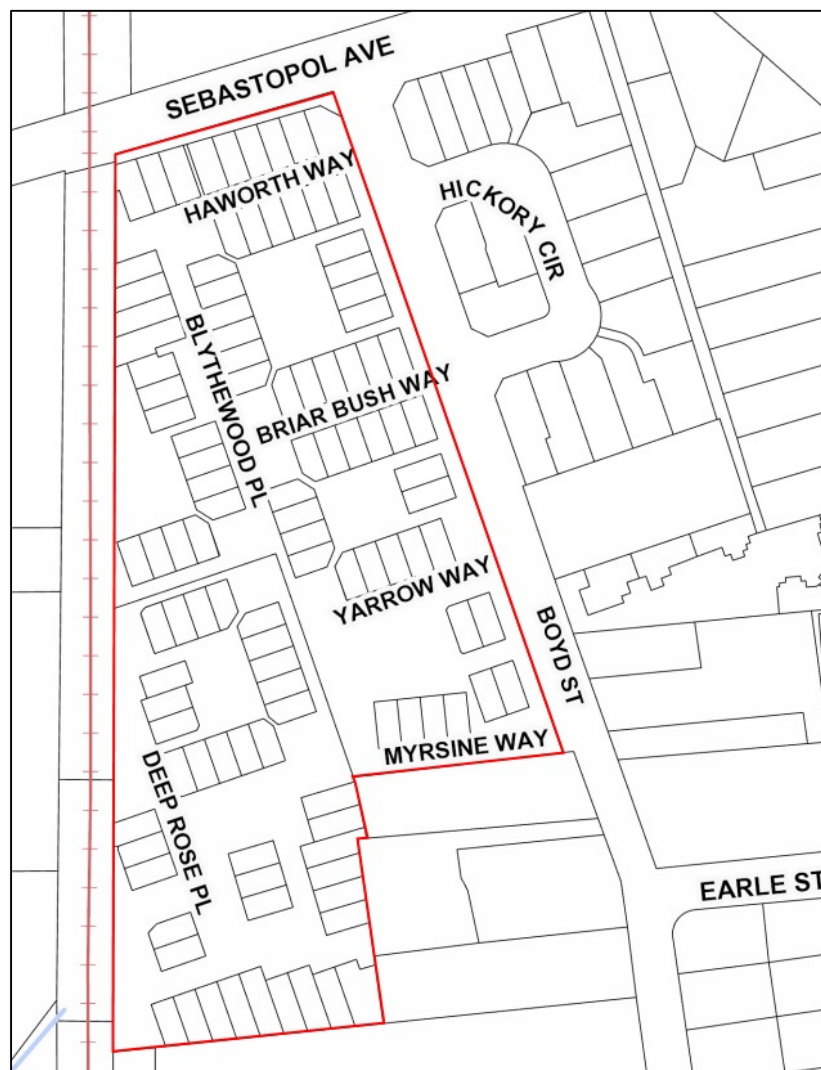 SEBASTOPOL AVE
HAWORTH WAY
HICKORY CIR
BLYTHEWOOD PL
BRIAR BUSH WAY
YARROW WAY
BOYD ST
MYRSINE WAY
DEEP ROSE PL
EARLE ST